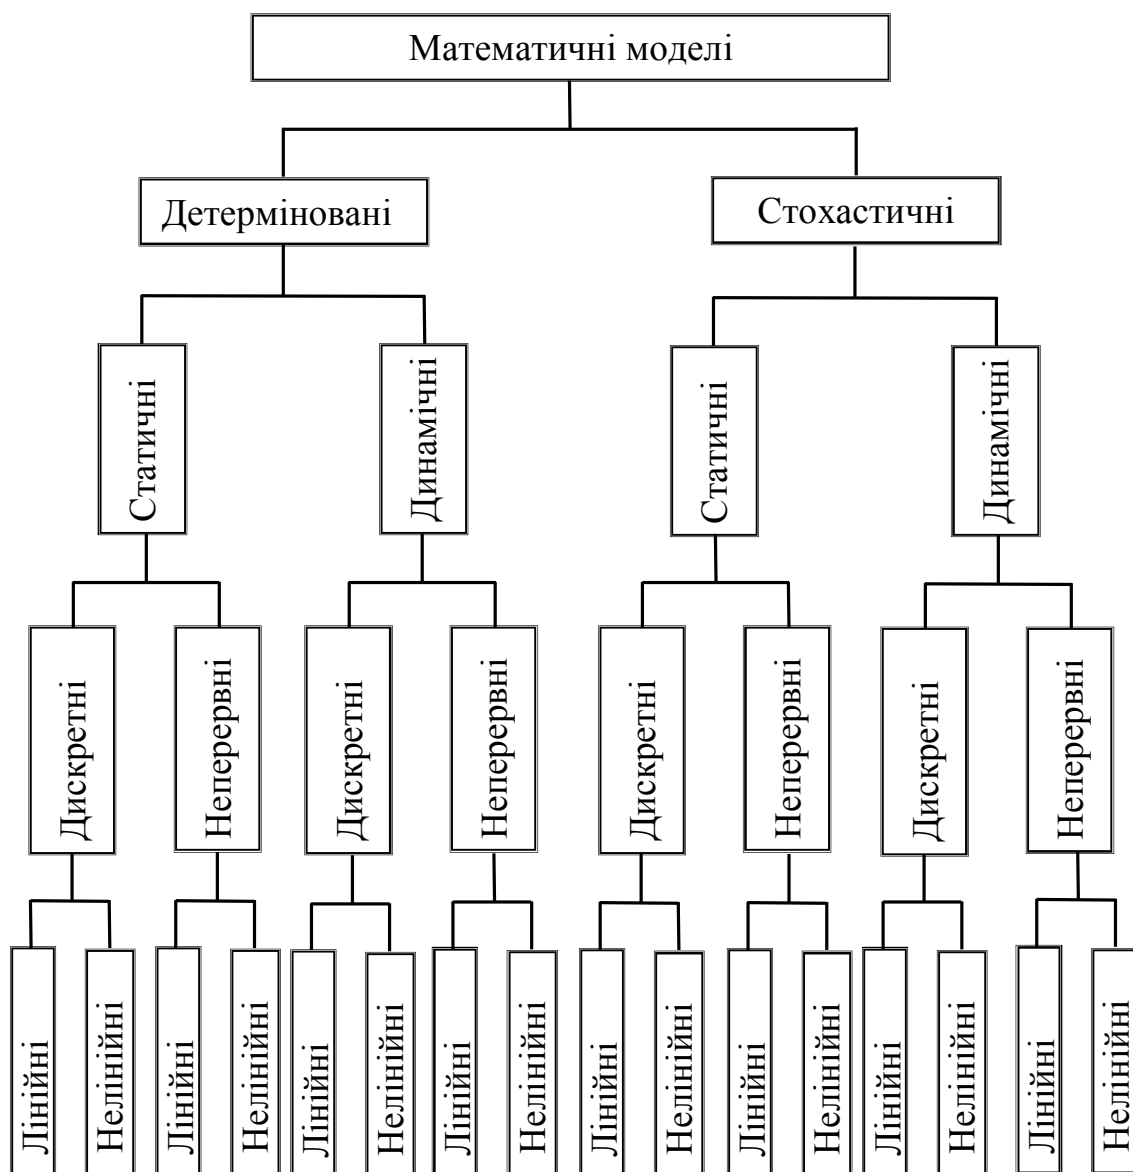 Математичні моделі
Детерміновані
Стохастичні
Статичні
Динамічні
Статичні
Динамічні
Дискретні
Неперервні
Дискретні
Неперервні
Дискретні
Неперервні
Дискретні
Неперервні
Лінійні
Нелінійні
Лінійні
Нелінійні
Лінійні
Нелінійні
Лінійні
Нелінійні
Лінійні
Нелінійні
Лінійні
Нелінійні
Лінійні
Нелінійні
Лінійні
Нелінійні